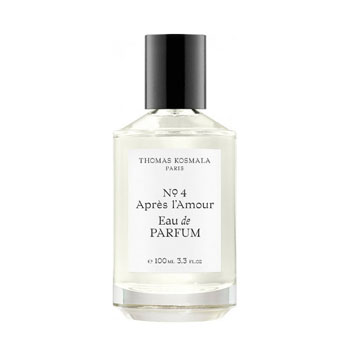 THOMAS KOSMALA
PARIS
Nº 4
Après l'Amour
Eau de
PARFUM
℮ 100 ML 3.3 FL.OZ